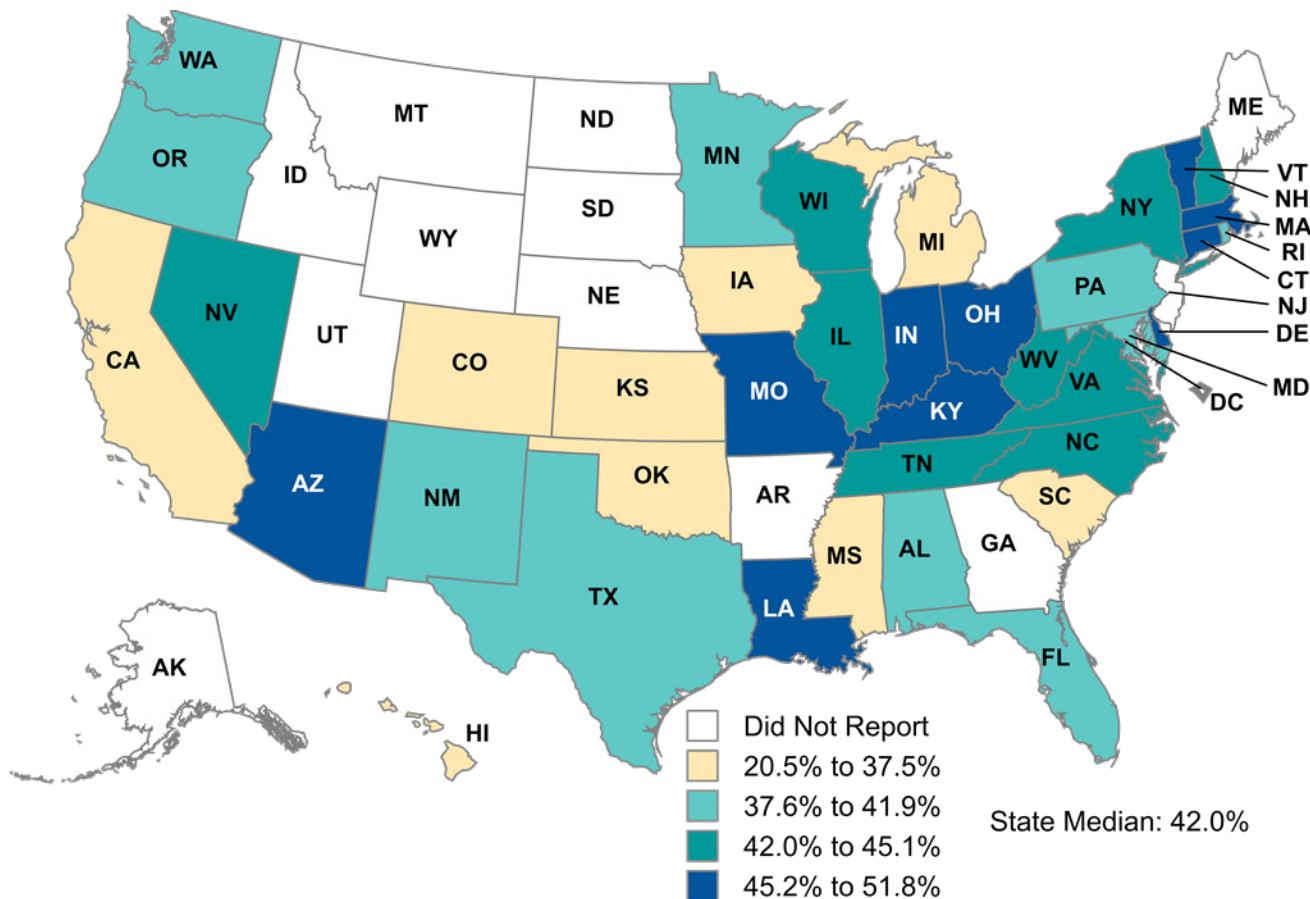 WA
MT
ND
ME
OR
MN
ID
VT
SD
WI
NY
NH
WY
MI
MA
RI
IA
PA
CT
NE
NV
OH
NJ
UT
IN
IL
DE
CA
CO
WV
KS
MO
VA
MD
KY
DC
NC
TN
AZ
OK
NM
AR
SC
MS
AL
GA
TX
LA
FL
AK
HI
Did Not Report
20.5% to 37.5%
37.6% to 41.9%
State Median: 42.0%
42.0% to 45.1%
45.2% to 51.8%